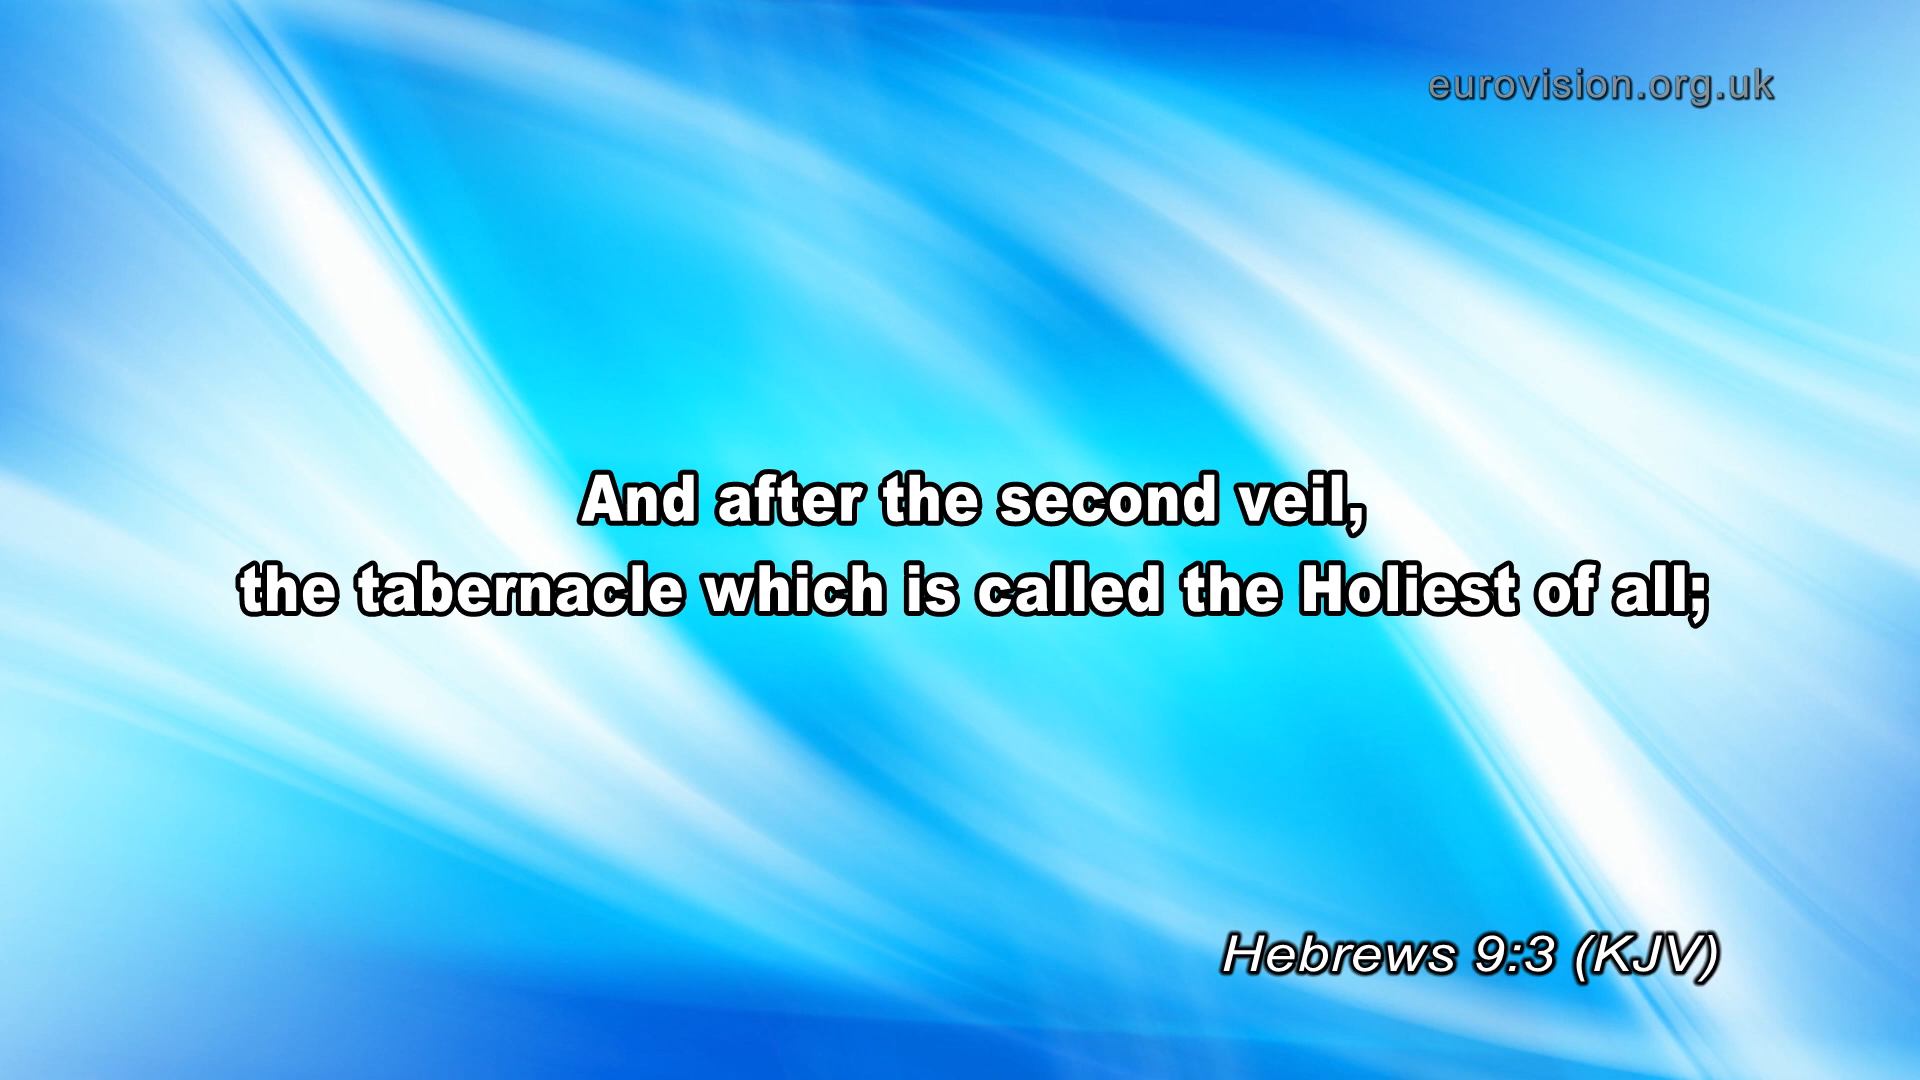 eurovision.org.uk
And after the second veil,
the tabernacle which is called the Holiest of all;
Hebrews 9:3 (KJV)